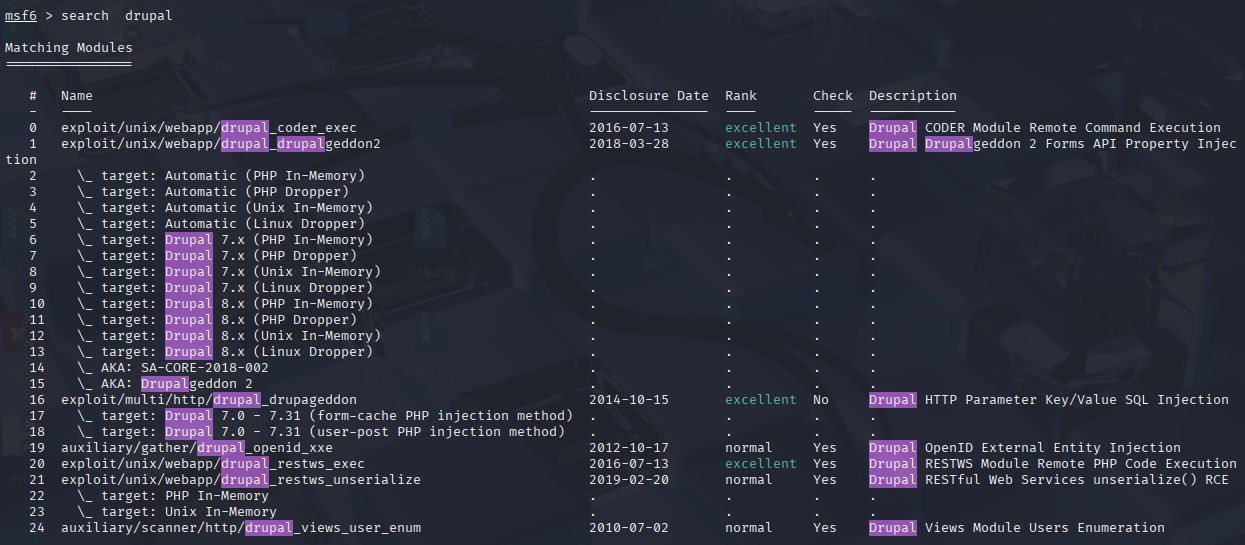 msf6 > search  drupal
Matching Modules
================
#   Name                                                              Disclosure Date  Rank       Check  Description
-   ----                                                              ---------------  ----       -----  -----------
0   exploit/unix/webapp/drupal_coder_exec                             2016-07-13       excellent  Yes    Drupal CODER Module Remote Command Execution
1   exploit/unix/webapp/drupal_drupalgeddon2                          2018-03-28       excellent  Yes    Drupal Drupalgeddon 2 Forms API Property Injec
tion
2     \_ target: Automatic (PHP In-Memory)                            .                .          .      .
3     \_ target: Automatic (PHP Dropper)                              .                .          .      .
4     \_ target: Automatic (Unix In-Memory)                           .                .          .      .
5     \_ target: Automatic (Linux Dropper)                            .                .          .      .
6     \_ target: Drupal 7.x (PHP In-Memory)                           .                .          .      .
7     \_ target: Drupal 7.x (PHP Dropper)                             .                .          .      .
8     \_ target: Drupal 7.x (Unix In-Memory)                          .                .          .      .
9     \_ target: Drupal 7.x (Linux Dropper)                           .                .          .      .
10    \_ target: Drupal 8.x (PHP In-Memory)                           .                .          .      .
11    \_ target: Drupal 8.x (PHP Dropper)                             .                .          .      .
12    \_ target: Drupal 8.x (Unix In-Memory)                          .                .          .      .
13    \_ target: Drupal 8.x (Linux Dropper)                           .                .          .      .
14    \_ AKA: SA-CORE-2018-002                                        .                .          .      .
15    \_ AKA: Drupalgeddon 2                                          .                .          .      .
16  exploit/multi/http/drupal_drupageddon                             2014-10-15       excellent  No     Drupal HTTP Parameter Key/Value SQL Injection
17    \_ target: Drupal 7.0 - 7.31 (form-cache PHP injection method)  .                .          .      .
18    \_ target: Drupal 7.0 - 7.31 (user-post PHP injection method)   .                .          .      .
19  auxiliary/gather/drupal_openid_xxe                                2012-10-17       normal     Yes    Drupal OpenID External Entity Injection
20  exploit/unix/webapp/drupal_restws_exec                            2016-07-13       excellent  Yes    Drupal RESTWS Module Remote PHP Code Execution
21  exploit/unix/webapp/drupal_restws_unserialize                     2019-02-20       normal     Yes    Drupal RESTful Web Services unserialize() RCE
22    \_ target: PHP In-Memory                                        .                .          .      .
23    \_ target: Unix In-Memory                                       .                .          .      .
24  auxiliary/scanner/http/drupal_views_user_enum                     2010-07-02       normal     Yes    Drupal Views Module Users Enumeration
link.zip
shell.zip